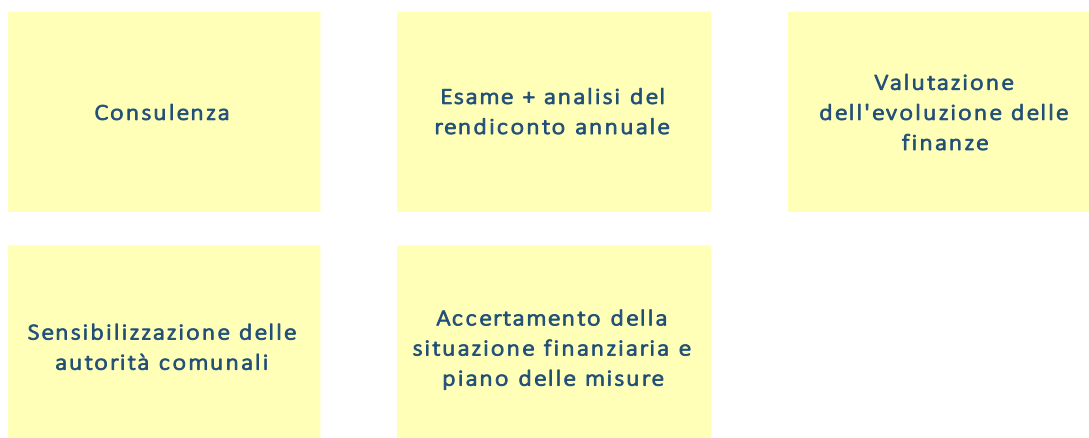 Consulenza
Esame + analisi del
rendiconto annuale
Valutazione
dell'evoluzione delle
finanze
Sensibilizzazione delle
autorità comunali
Accertamento della
situazione finanziaria e
piano delle misure